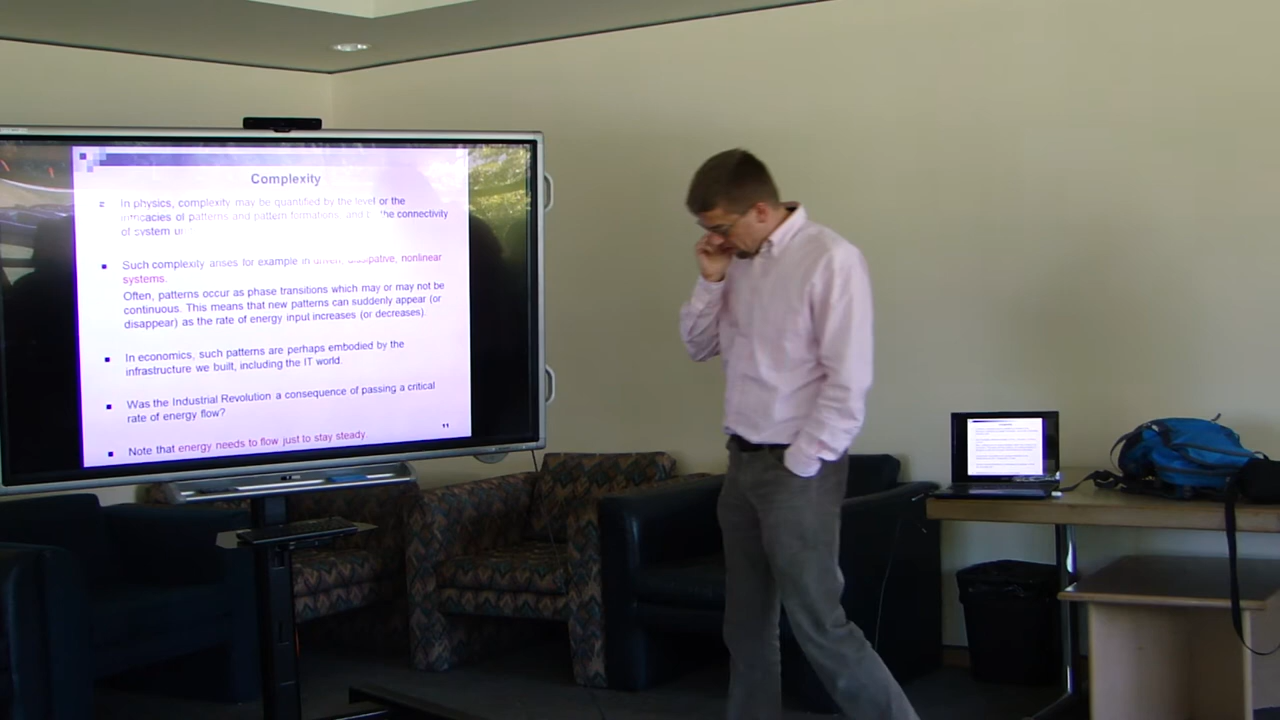 Complexity
In physics, complexity may be quantified by the level or the
intricacies of patterns and pattern formations, and b the connectivity
of system u
Such complexity arises for example in driven, dissipative, nonlinear
systems.
Often, patterns occur as phase transitions which may or may not be
continuous. This means that new patterns can suddenly appear (or
disappear) as the rate of energy input increases (or decreases).
In economics, such patterns are perhaps embodied by the
infrastructure we built, including the IT world.
Was the Industrial Revolution a consequence of passing a critical
rate of energy flow?
11
Note that energy needs to flow just to stay steady.